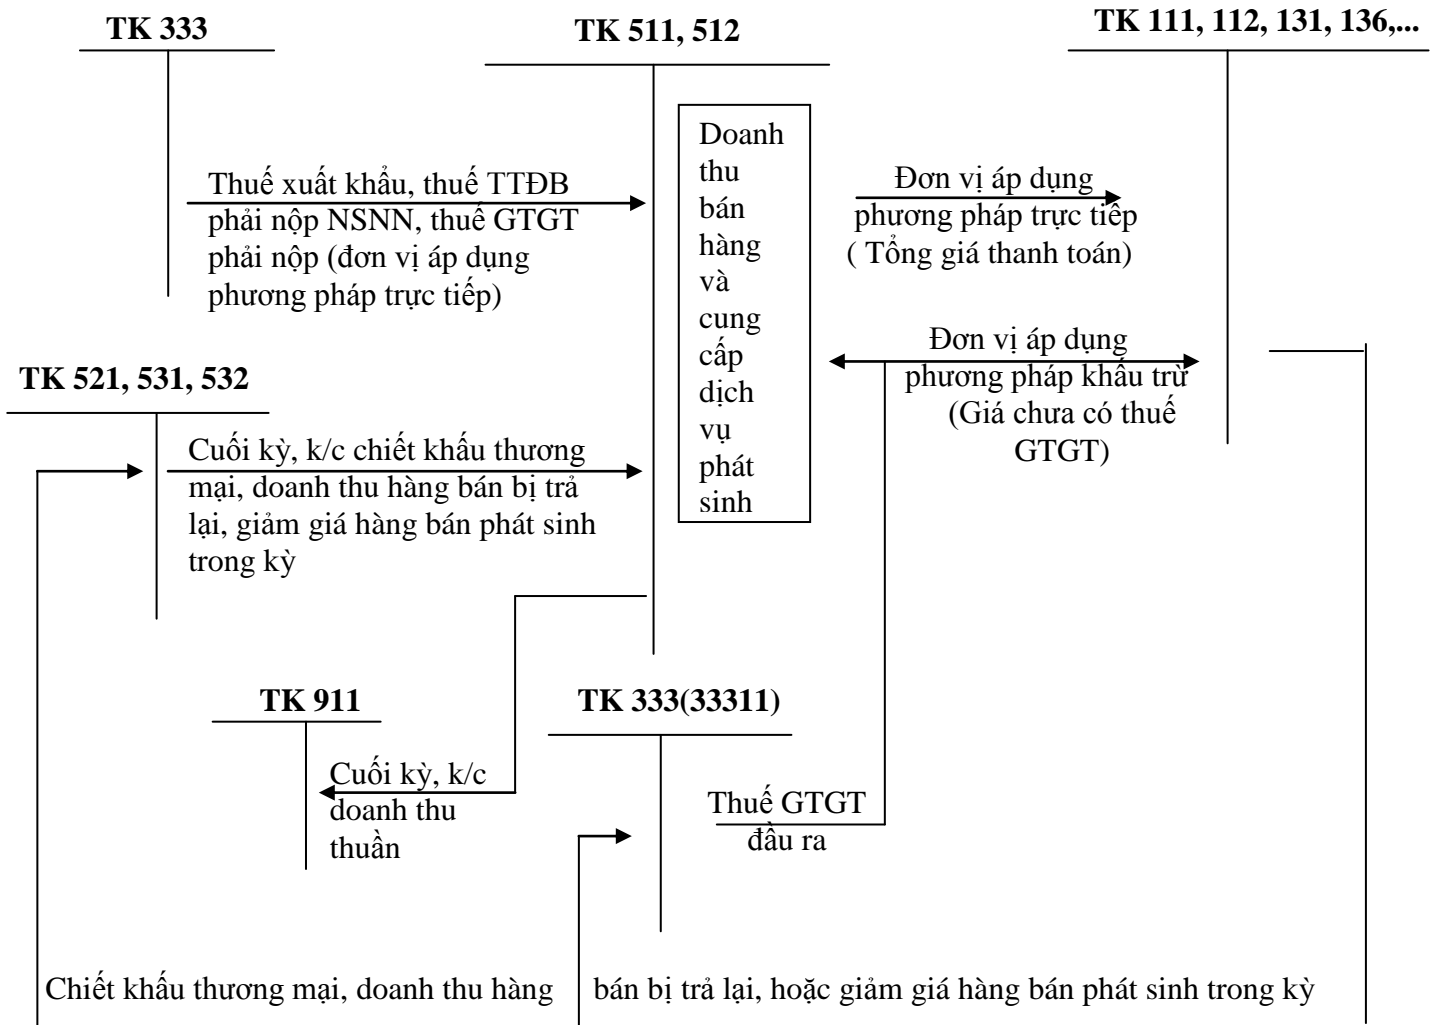 TK 333
TK 511, 512
TK 111, 112, 131, 136,...
Thuế xuất khẩu, thuế TTĐB
phải nộp NSNN, thuế GTGT
phải nộp (đơn vị áp dụng
phương pháp trực tiếp)
Doanh
thu
bán
hàng
và
cung
cấp
dịch
vụ
phát
sinh
Đơn vị áp dụng
phương pháp trực tiếp
( Tổng giá thanh toán)
Đơn vị áp dụng
phương pháp khấu trừ
(Giá chưa có thuế
GTGT)
TK 521, 531, 532
Cuối kỳ, k/c chiết khấu thương
mại, doanh thu hàng bán bị trả
lại, giảm giá hàng bán phát sinh
trong kỳ
TK 911
TK 333(33311)
Cuối kỳ, k/c
doanh thu
thuần
Thuế GTGT
đầu ra
Chiết khấu thương mại, doanh thu hàng bán bị trả lại, hoặc giảm giá hàng bán phát sinh trong kỳ